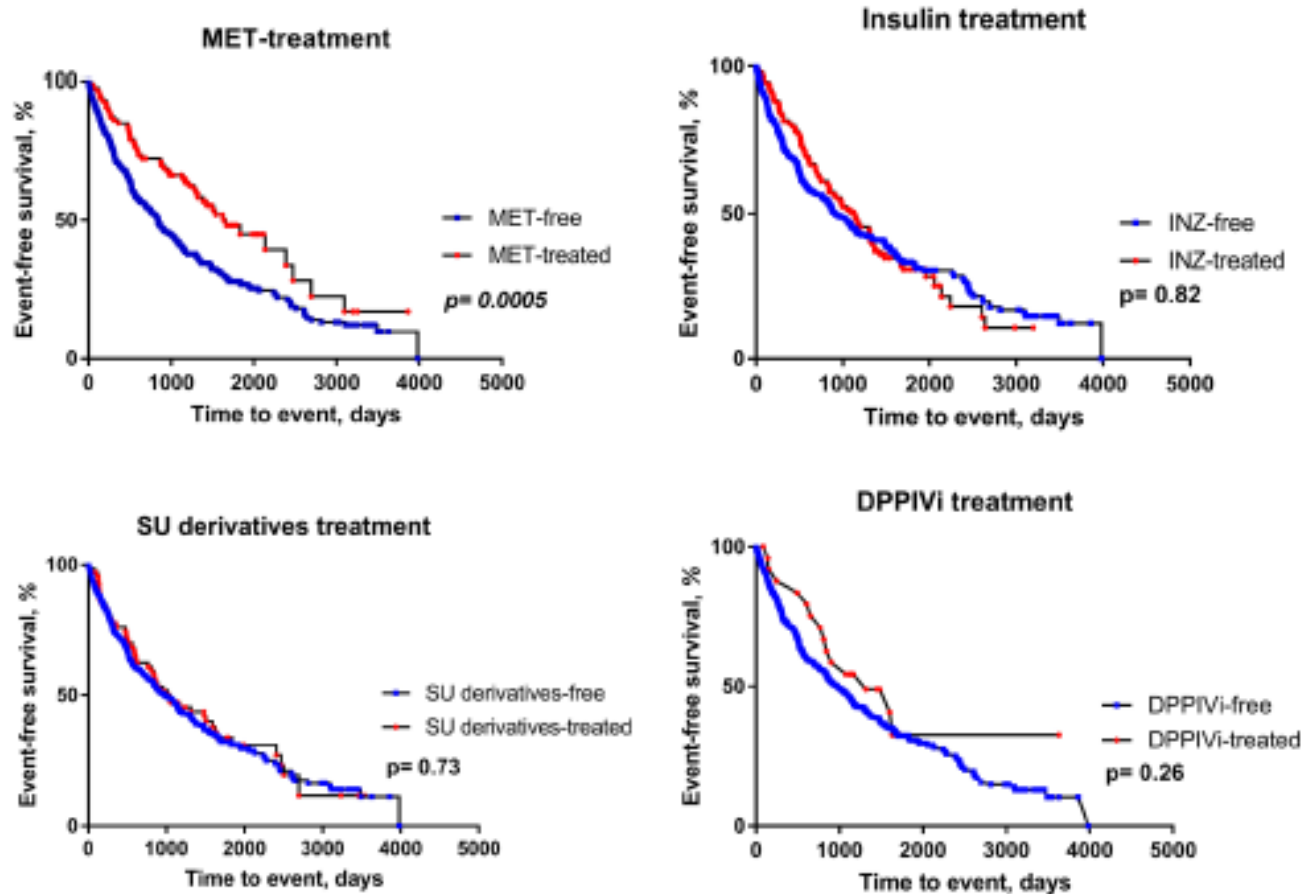 MET-treatment
Event-free survival, %
100
50
0
0 1000 2000 3000 4000 5000
Time to event, days
MET-free
MET-treated
p= 0.0005
Insulin treatment
Event-free survival, %
100
50
0
0 1000 2000 3000 4000 5000
Time to event, days
INZ-free
INZ-treated
p= 0.82
SU derivatives treatment
Event-free survival, %
100
50
0
0 1000 2000 3000 4000 5000
Time to event, days
SU derivatives-free
SU derivatives-treated
p= 0.73
DPPIVi treatment
Event-free survival, %
100
50
0
0 1000 2000 3000 4000 5000
Time to event, days
DPPIVi-free
DPPIVi-treated
p= 0.26